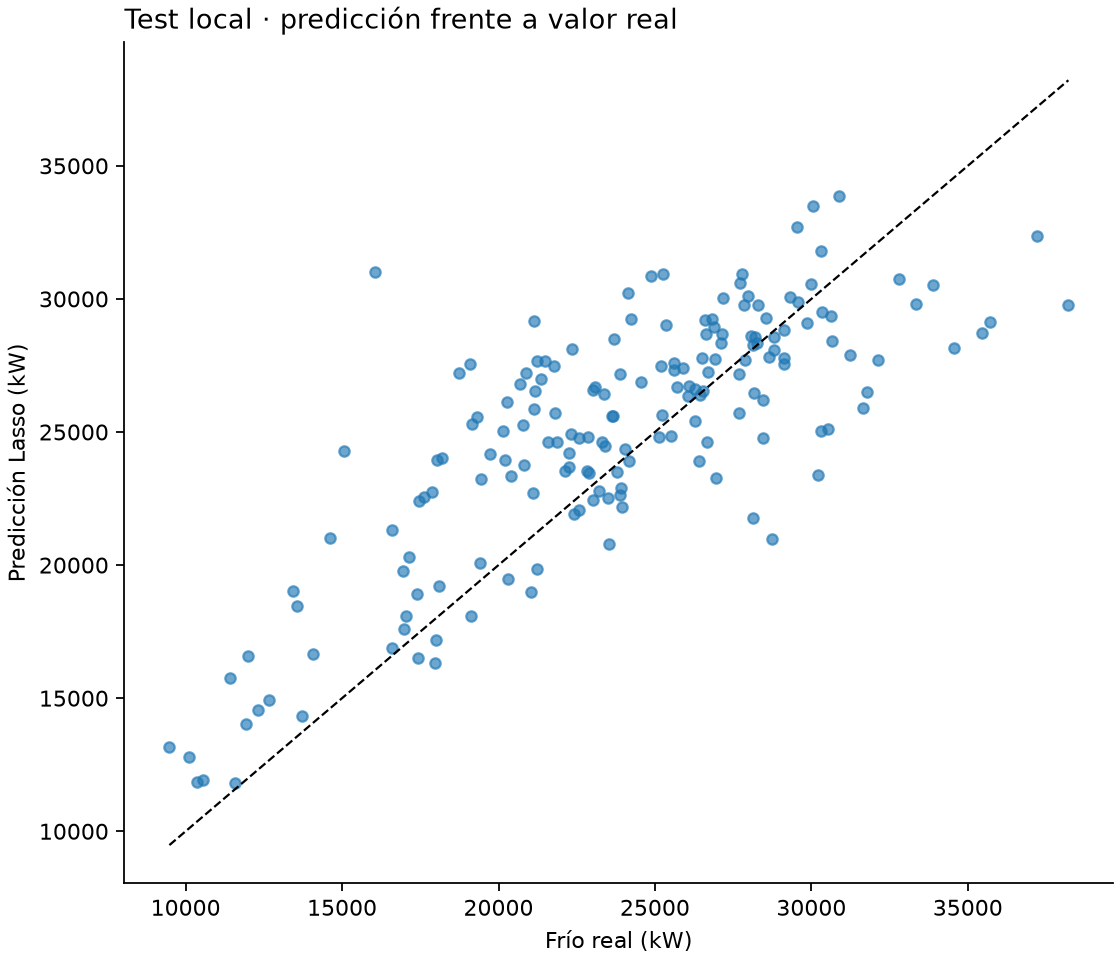 Test local · predicción frente a valor real
Predicción Lasso (kW)
35000
30000
25000
20000
15000
10000
10000 15000 20000 25000 30000 35000
Frío real (kW)